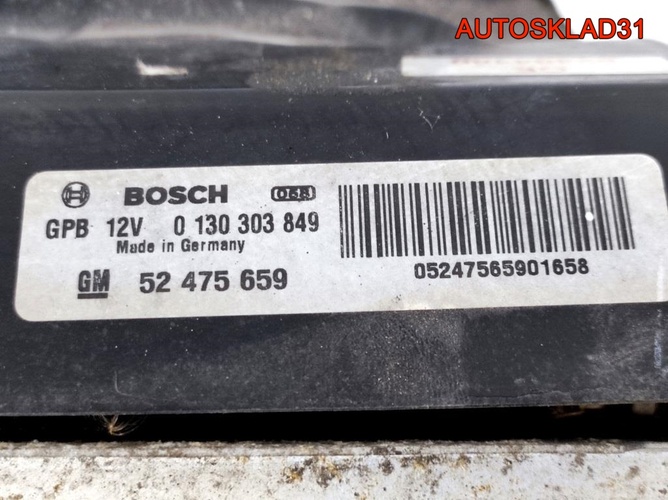 AUTOSKLAD31
BOSCH
GPB 12V 0 130 303 849
Made in Germany
GM 52 475 659
05247565901658